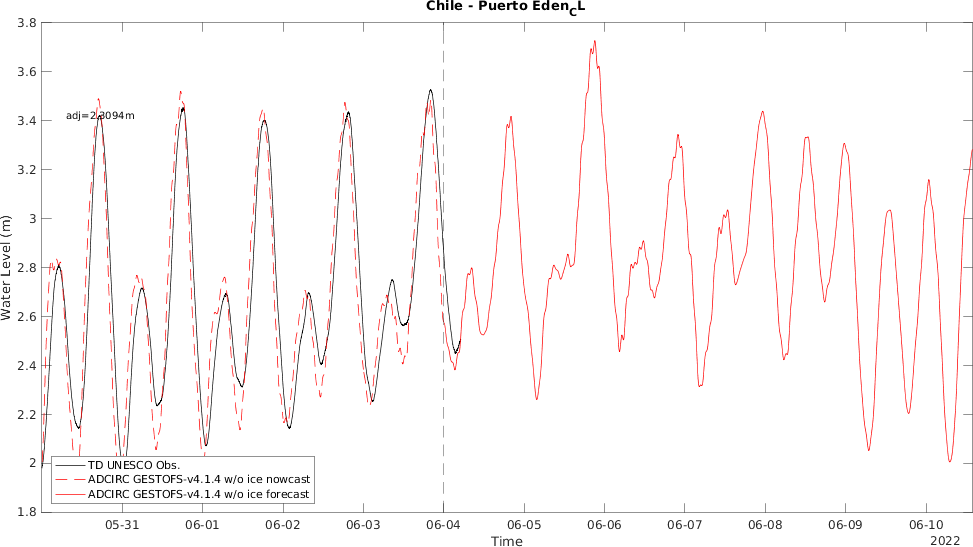 Chile - Puerto Eden_CL
3.8
3.6
3.4
3.2
3
2.8
2.6
2.4
2.2
2
1.8
Water Level (m)
adj=2.3094m
TD UNESCO Obs.
ADCIRC GESTOFS-v4.1.4 w/o ice nowcast
ADCIRC GESTOFS-v4.1.4 w/o ice forecast
05-31 06-01 06-02 06-03 06-04 06-05 06-06 06-07 06-08 06-09 06-10
Time
2022